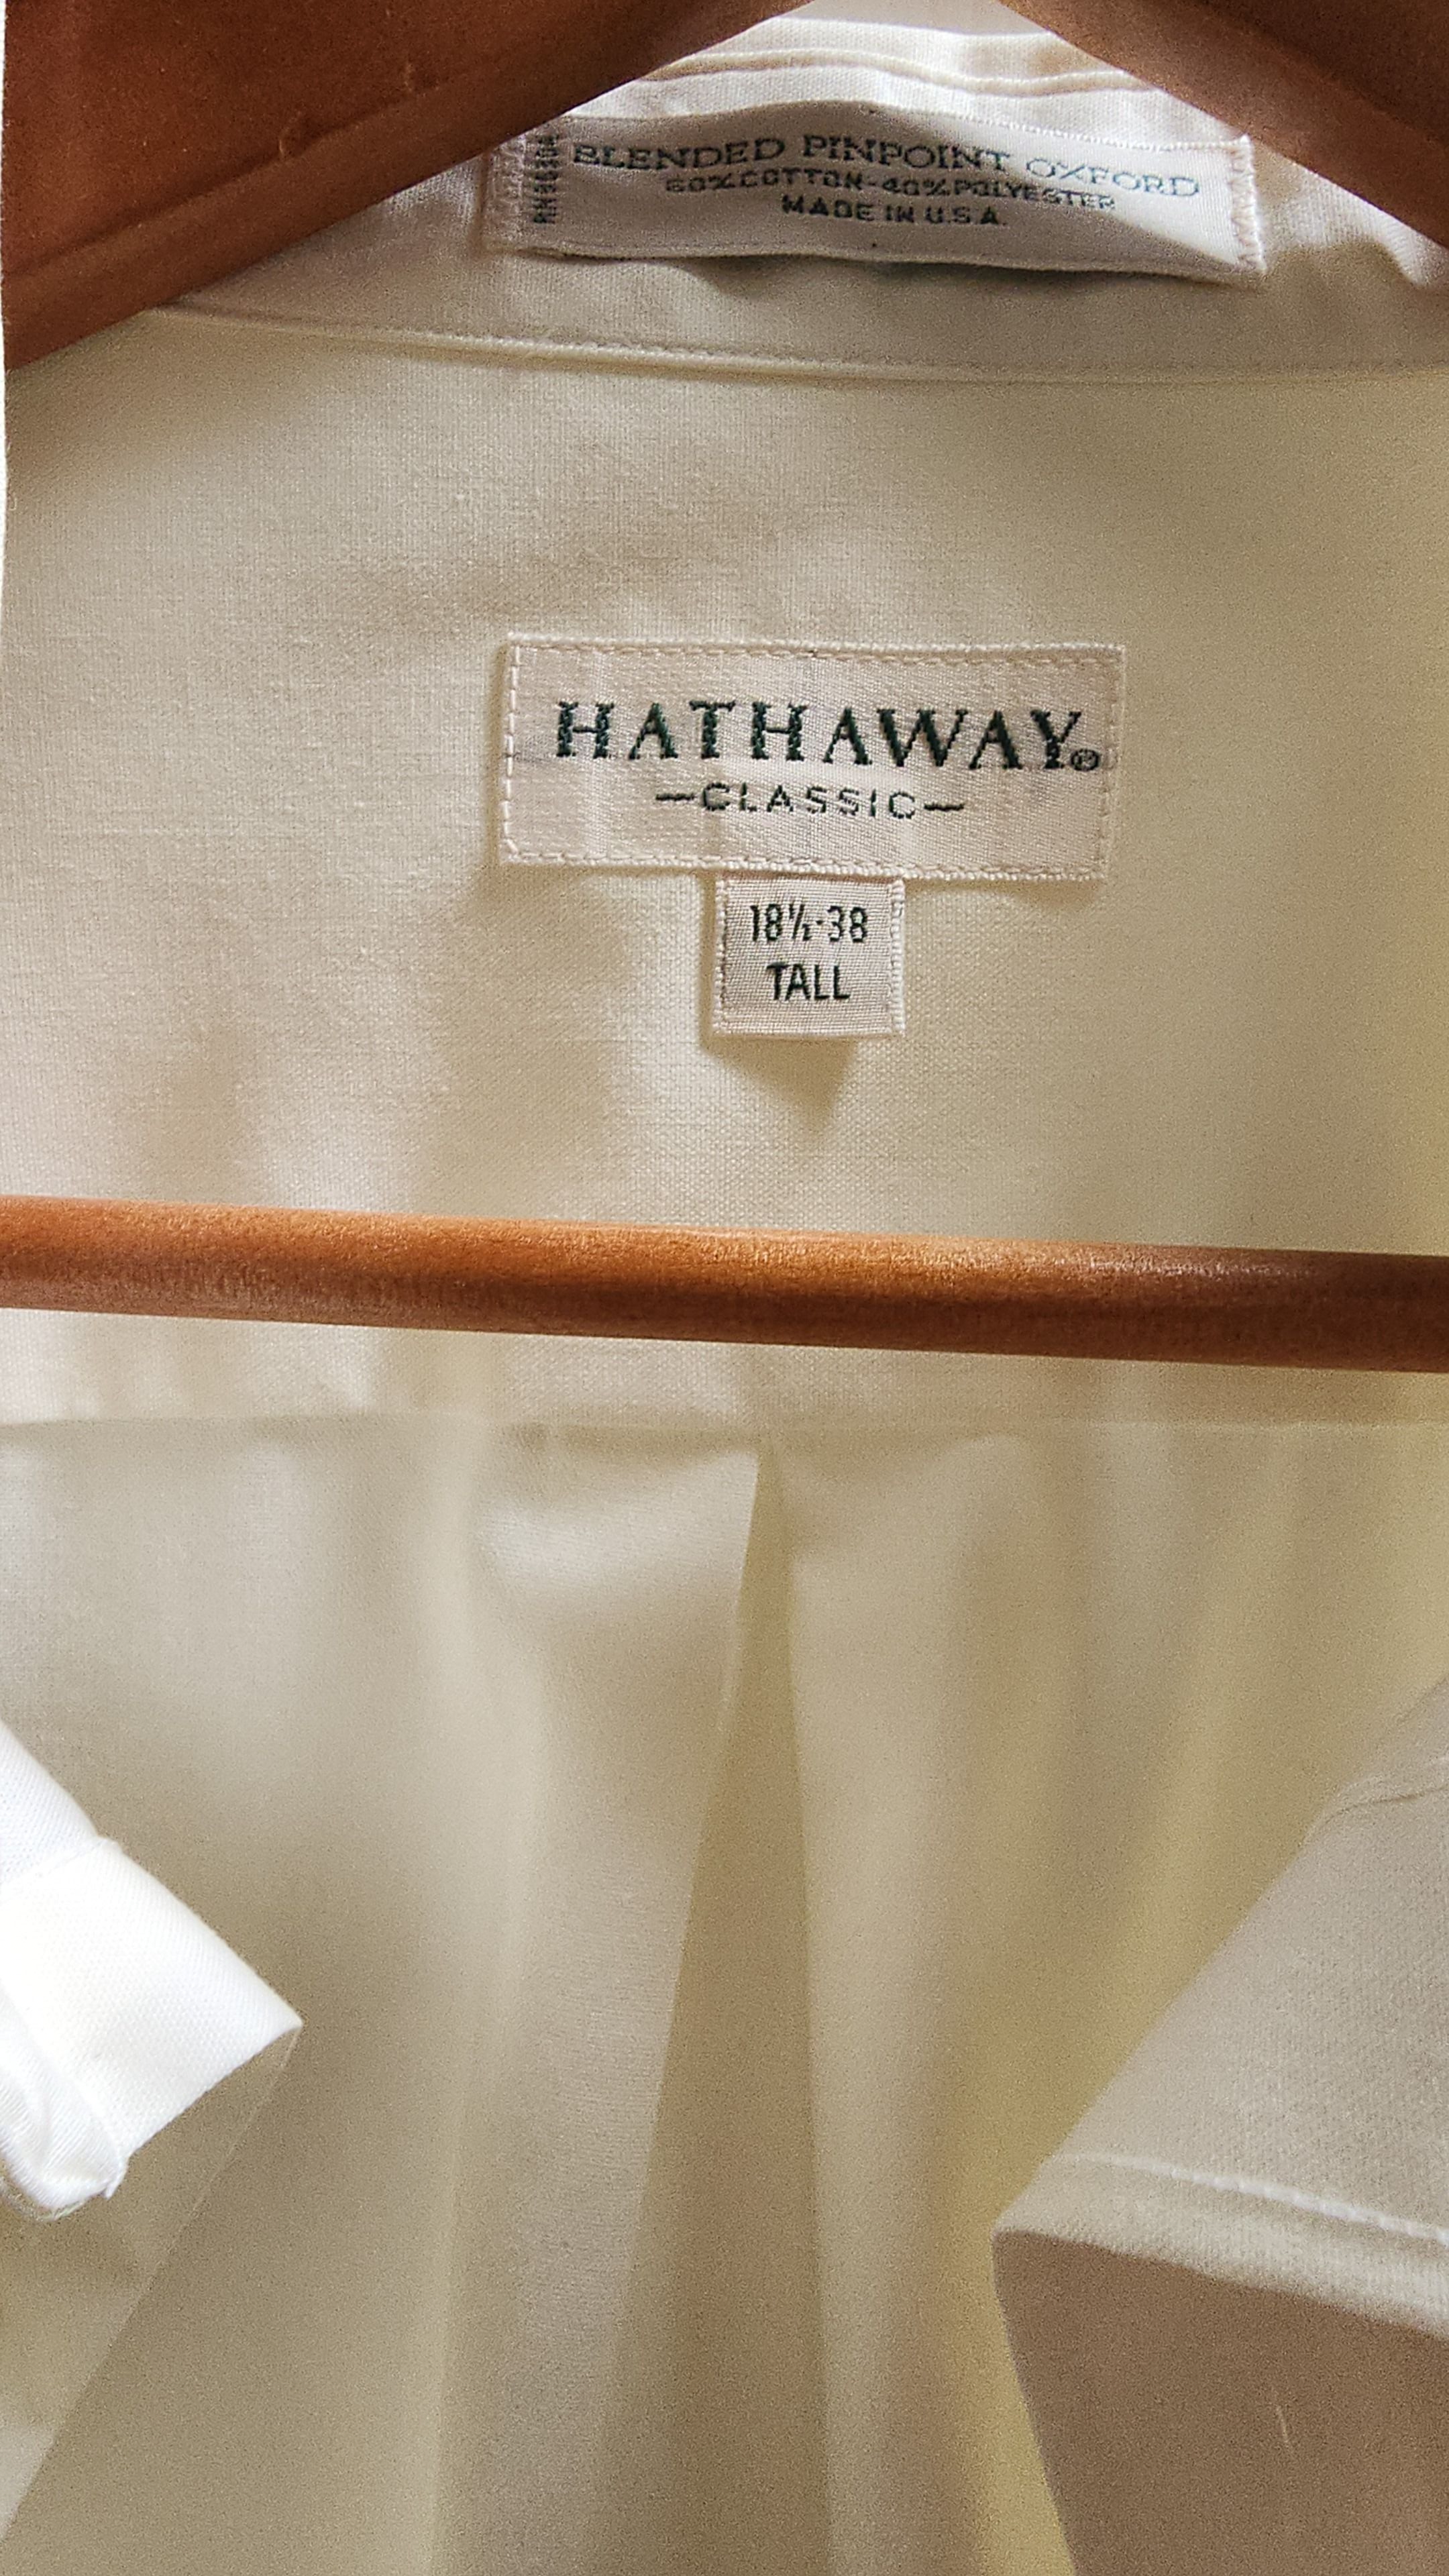 BLENDED PINPOINT OXFORD
60% COTTON-40% POLYESTER
MADE IN U.S.A.
HATHAWAY®
—CLASSIC—
18½-38
TALL